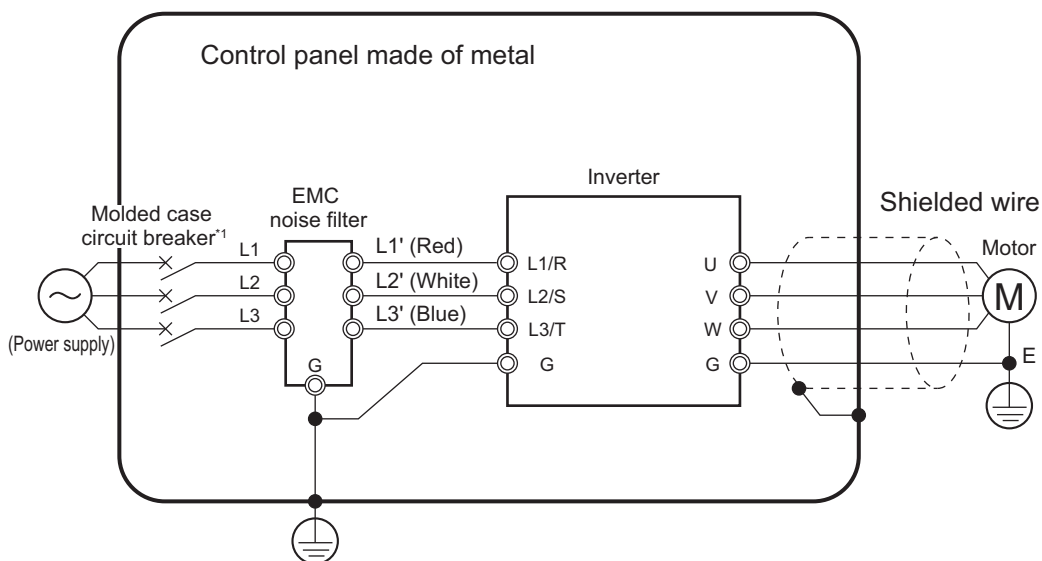 Control panel made of metal
Inverter
EMC
noise filter
Shielded wire
Molded case
circuit breaker*1
Motor
L1
L1' (Red)
L1/R
U
L2
L2' (White)
L2/S
V
M
L3
L3' (Blue)
L3/T
W
(Power supply)
G
G
G
E